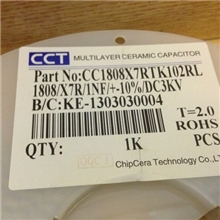 CCT MULTILAYER CERAMIC CAPACITOR
Part No:CC1808X7RTK102RL
1808/X7R/1NF/+-10%/DC3KV
B/C:KE-1303030004
T=2.0
ROHS
QTY: 1K PCS
ChipCera Technology Co.,L